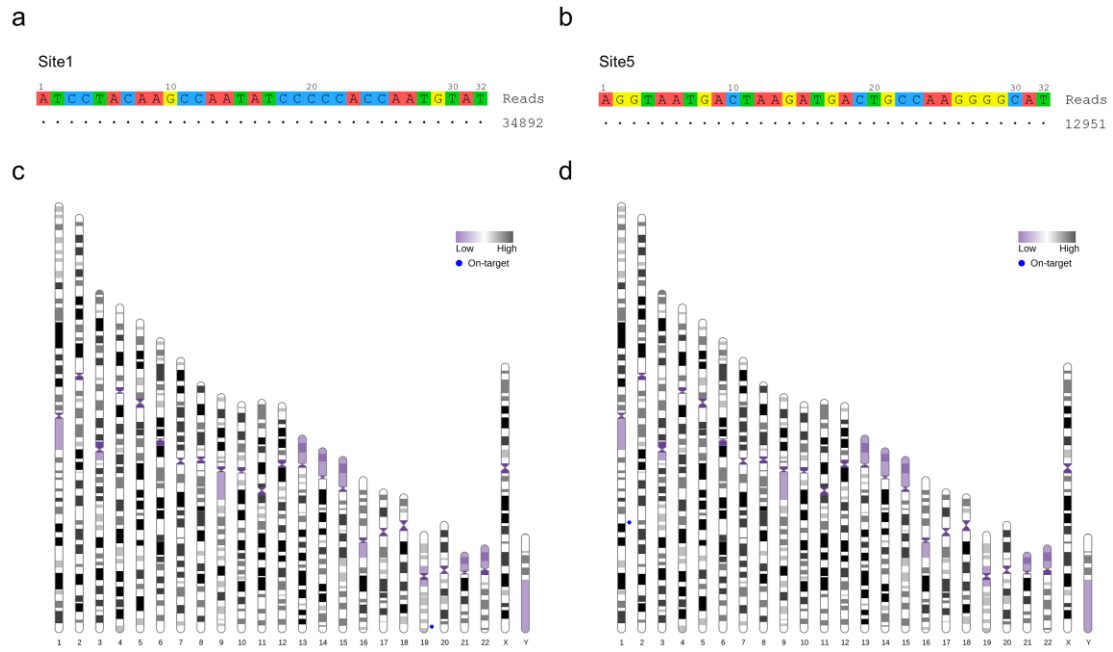 a
Site1
1 10 20 30 32
A T C C T A C A A G C C A A T A T C C C C C A C C A A T G T A T Reads
. . . . . . . . . . . . . . . . . . . . . . . . . . . . . . . . 34892
b
Site5
1 10 20 30 32
A G G T A A T G A C T A A G A T G A C T G C C A A G G G G C A T Reads
. . . . . . . . . . . . . . . . . . . . . . . . . . . . . . . . 12951
c
Low High
On-target
1 2 3 4 5 6 7 8 9 10 11 12 13 14 15 16 17 18 19 20 21 22 X Y
d
Low High
On-target
1 2 3 4 5 6 7 8 9 10 11 12 13 14 15 16 17 18 19 20 21 22 X Y